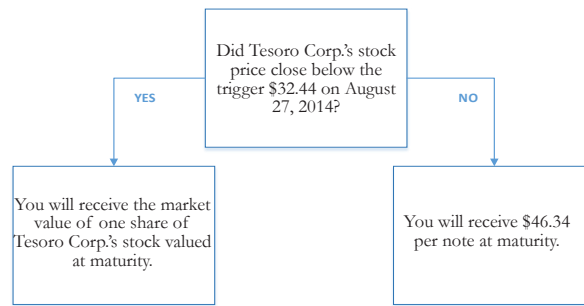 Did Tesoro Corp.'s stock
price close below the
trigger $32.44 on August
27, 2014?
YES
NO
You will receive the market
value of one share of
Tesoro Corp.'s stock valued
at maturity.
You will receive $46.34
per note at maturity.